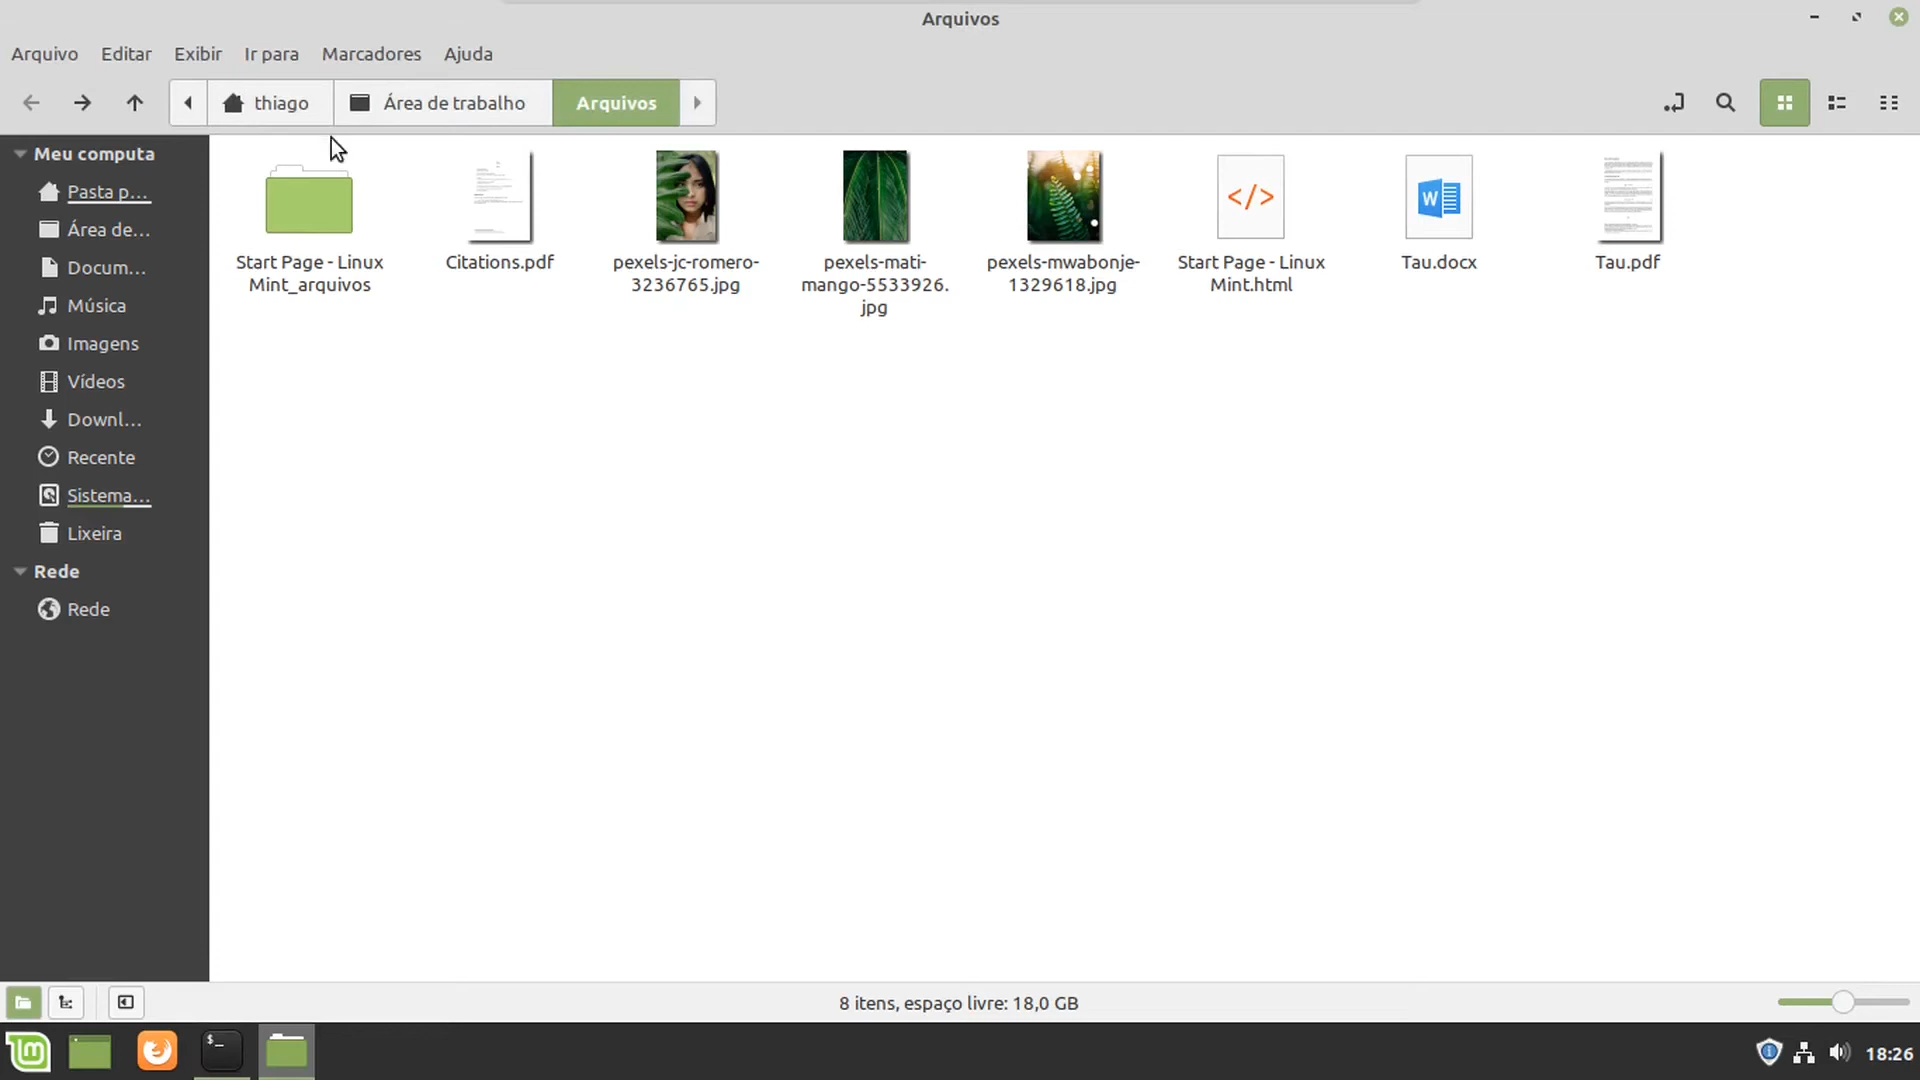 Arquivos
Arquivo Editar Exibir Ir para Marcadores Ajuda
thiago Área de trabalho Arquivos
Meu computa
Pasta p...
Área de...
Docum...
Música
Imagens
Vídeos
Downl...
Recente
Sistema...
Lixeira
Rede
Rede
Start Page - Linux
Mint_arquivos
Citations.pdf
pexels-jc-romero-
3236765.jpg
pexels-mati-
mango-5533926.
jpg
pexels-mwabonje-
1329618.jpg
</>
Start Page - Linux
Mint.html
W
Tau.docx
Tau.pdf
8 itens, espaço livre: 18,0 GB
$_
18:26